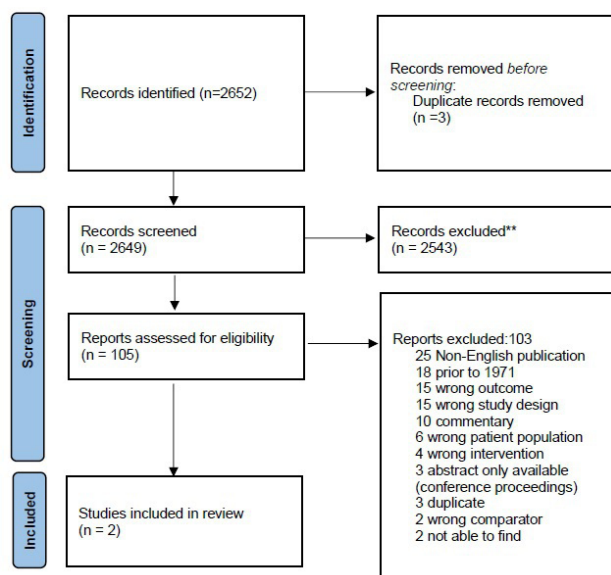 Identification
Records identified (n=2652)
Records removed before
screening:
Duplicate records removed
(n =3)
Screening
Records screened
(n = 2649)
Records excluded**
(n = 2543)
Reports assessed for eligibility
(n = 105)
Reports excluded:103
25 Non-English publication
18 prior to 1971
15 wrong outcome
15 wrong study design
10 commentary
6 wrong patient population
4 wrong intervention
3 abstract only available
(conference proceedings)
3 duplicate
2 wrong comparator
2 not able to find
Included
Studies included in review
(n = 2)